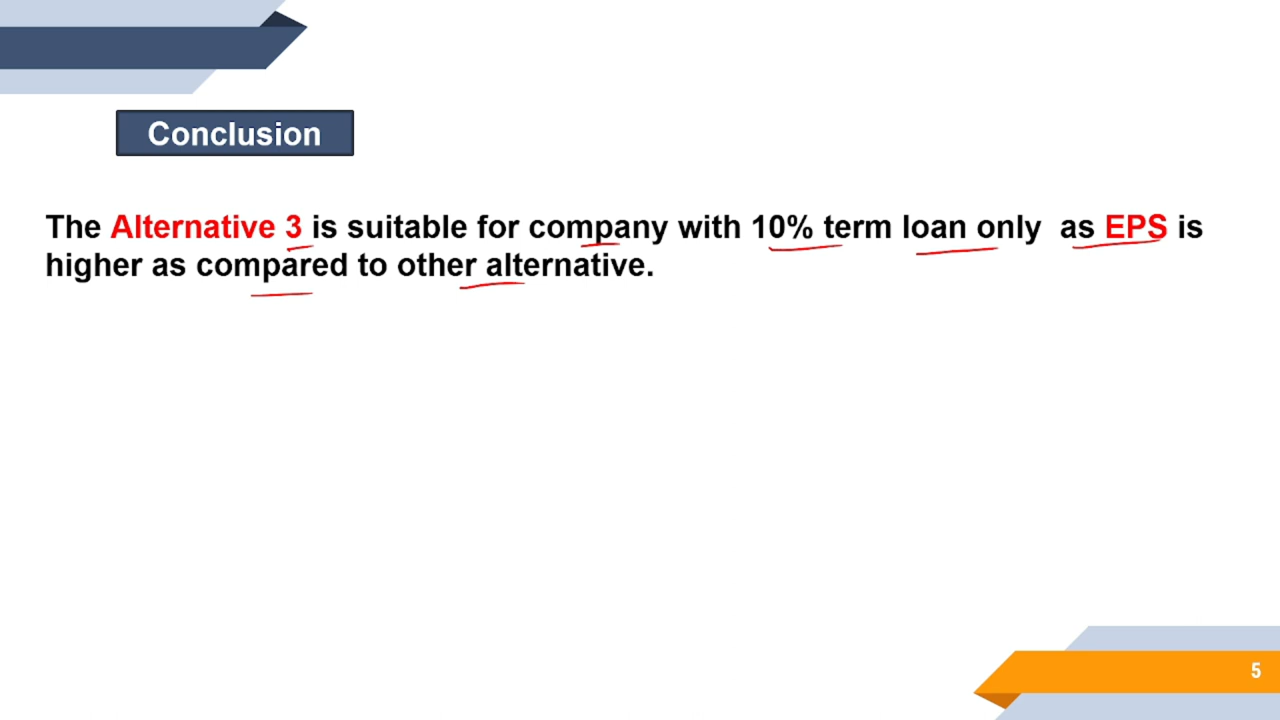 Conclusion
The Alternative 3 is suitable for company with 10% term loan only as EPS is
higher as compared to other alternative.
5